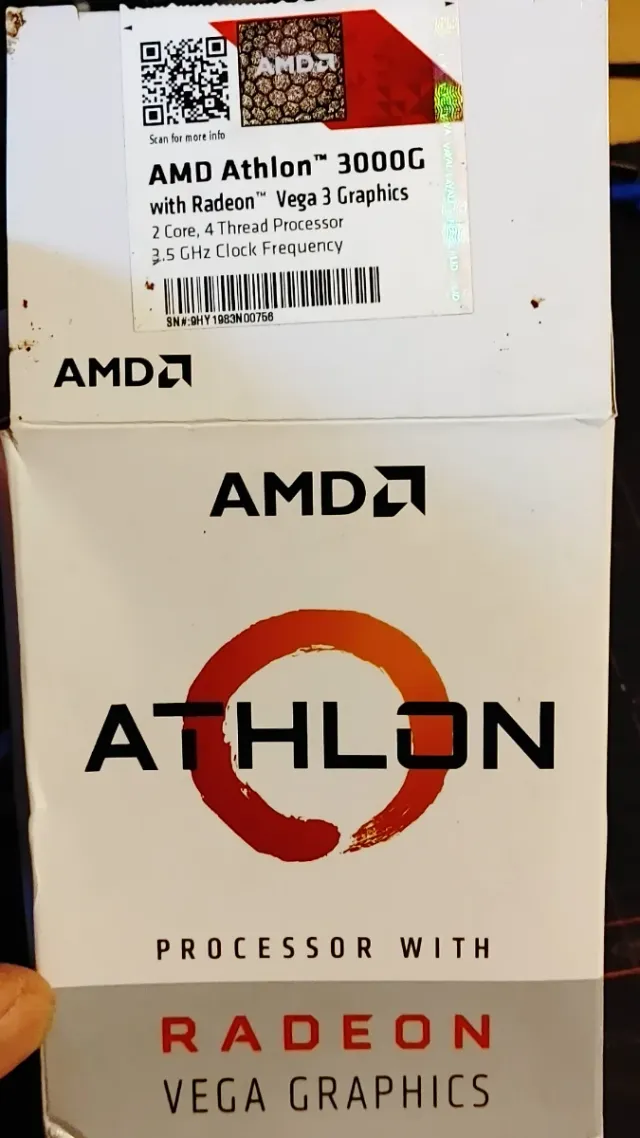 AMD
Scan for more info
AMD Athlon™ 3000G
with Radeon™ Vega 3 Graphics
2 Core, 4 Thread Processor
3.5 GHz Clock Frequency
SN#:9HY1983N00756
AMD
AMD
ATHLON
PROCESSOR WITH
RADEON
VEGA GRAPHICS